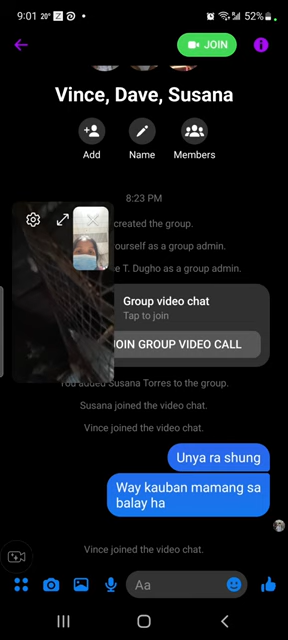 9:01 20° Z 52%
JOIN
Vince, Dave, Susana
Add Name Members
8:23 PM
created the group.
ourself as a group admin.
e T. Dugho as a group admin.
Group video chat
Tap to join
JOIN GROUP VIDEO CALL
You added Susana Torres to the group.
Susana joined the video chat.
Vince joined the video chat.
Unya ra shung
Way kauban mamang sa
balay ha
Vince joined the video chat.
Aa